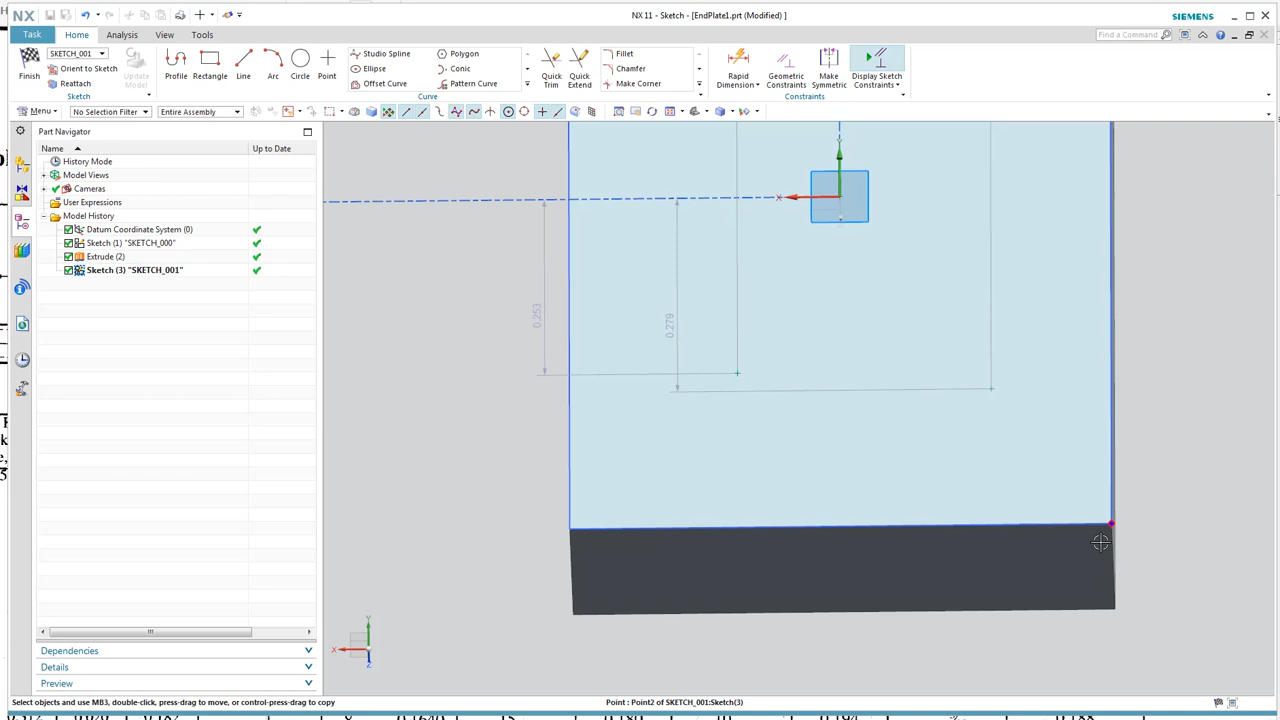 NX
NX 11 - Sketch - [EndPlate1.prt (Modified) ]
SIEMENS
Task Home Analysis View Tools
Find a Command
Finish
SKETCH_001
Orient to Sketch
Reattach
Update Model
Sketch
Profile Rectangle Line Arc Circle Point
Studio Spline Polygon
Ellipse Conic
Offset Curve Pattern Curve
Quick Trim
Quick Extend
Fillet
Chamfer
Make Corner
Curve
Rapid Dimension
Geometric Constraints
Make Symmetric
Display Sketch Constraints
Constraints
Menu No Selection Filter Entire Assembly
Part Navigator
Name Up to Date
History Mode
Model Views
Cameras
User Expressions
Model History
Datum Coordinate System (0)
Sketch (1) "SKETCH_000"
Extrude (2)
Sketch (3) "SKETCH_001"
Dependencies
Details
Preview
X
0.253
0.279
Y
X
Z
Select objects and use MB3, double-click, press-drag to move, or control-press-drag to copy
Point : Point2 of SKETCH_001:Sketch(3)